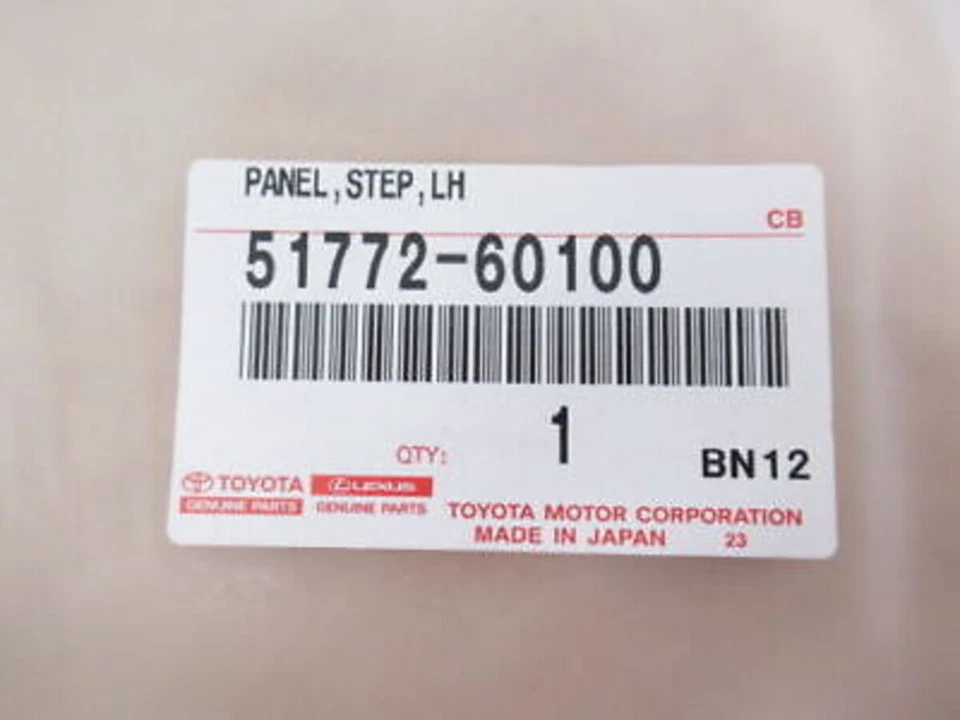 PANEL,STEP,LH
CB
51772-60100
QTY: 1
BN12
TOYOTA LEXUS
GENUINE PARTS GENUINE PARTS
TOYOTA MOTOR CORPORATION
MADE IN JAPAN 23